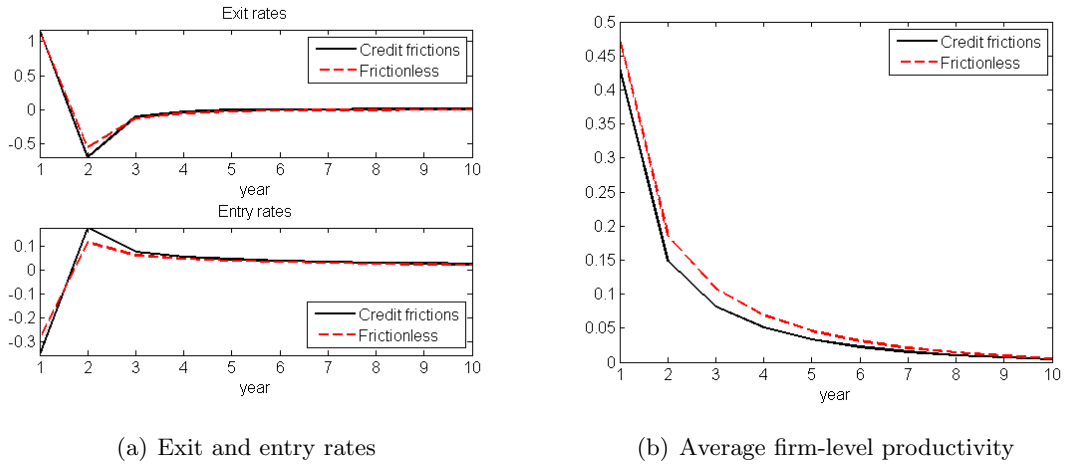 Exit rates
1
0.5
0
-0.5
Credit frictions
Frictionless
1 2 3 4 5 6 7 8 9 10
year
Entry rates
0.1
0
-0.1
-0.2
-0.3
Credit frictions
Frictionless
1 2 3 4 5 6 7 8 9 10
year
(a) Exit and entry rates
0.5
0.45
0.4
0.35
0.3
0.25
0.2
0.15
0.1
0.05
0
Credit frictions
Frictionless
1 2 3 4 5 6 7 8 9 10
year
(b) Average firm-level productivity